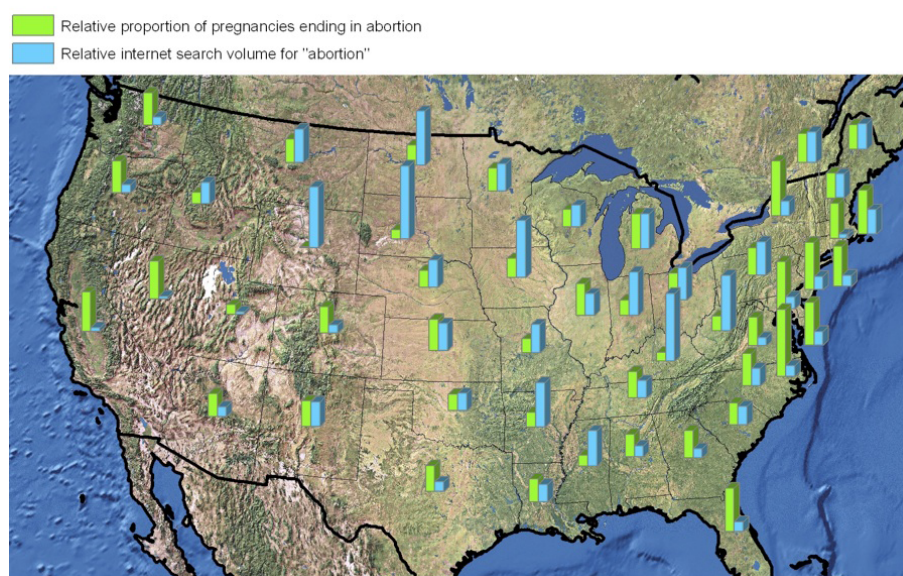 Relative proportion of pregnancies ending in abortion
Relative internet search volume for "abortion"